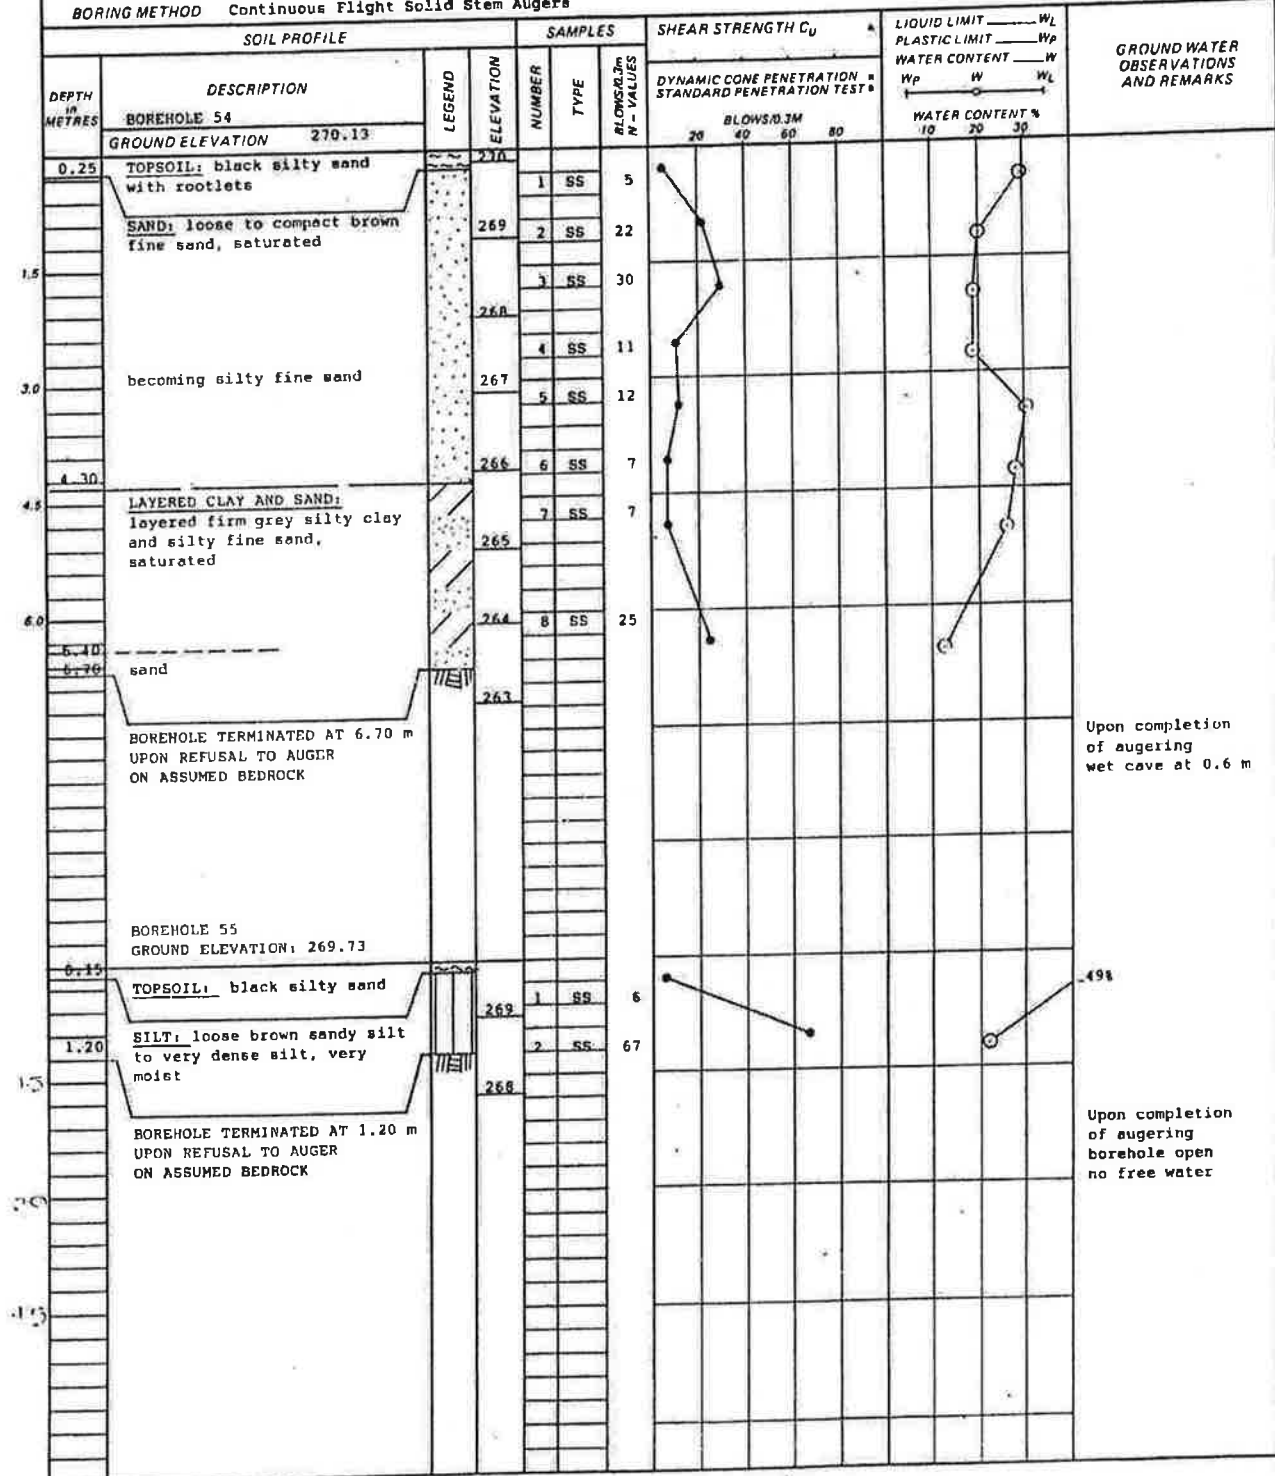 BORING METHOD Continuous Flight Solid Stem Augers
SOIL PROFILE
SAMPLES
SHEAR STRENGTH CU
LIQUID LIMIT WL
PLASTIC LIMIT WP
WATER CONTENT W
WP W WL
GROUND WATER
OBSERVATIONS
AND REMARKS
DEPTH
in
METRES
DESCRIPTION
LEGEND
ELEVATION
NUMBER
TYPE
BLOWS/0.3m
N - VALUES
DYNAMIC CONE PENETRATION
STANDARD PENETRATION TEST
BLOWS/0.3M
20 40 60 80
WATER CONTENT %
10 20 30
BOREHOLE 54
GROUND ELEVATION 270.13
270
0.25 TOPSOIL: black silty sand
with rootlets
1 SS 5
SAND: loose to compact brown
fine sand, saturated
269
2 SS 22
1.5
3 SS 30
268
4 SS 11
becoming silty fine sand
267
3.0
5 SS 12
266
6 SS 7
4.30
4.5
LAYERED CLAY AND SAND:
layered firm grey silty clay
and silty fine sand,
saturated
7 SS 7
265
6.0
264
8 SS 25
6.40
6.70 sand
263
BOREHOLE TERMINATED AT 6.70 m
UPON REFUSAL TO AUGER
ON ASSUMED BEDROCK
Upon completion
of augering
wet cave at 0.6 m
BOREHOLE 55
GROUND ELEVATION: 269.73
0.15
TOPSOIL: black silty sand
269
1 SS 6
49%
SILT: loose brown sandy silt
to very dense silt, very
moist
1.20
2 SS 67
1.5
268
BOREHOLE TERMINATED AT 1.20 m
UPON REFUSAL TO AUGER
ON ASSUMED BEDROCK
Upon completion
of augering
borehole open
no free water